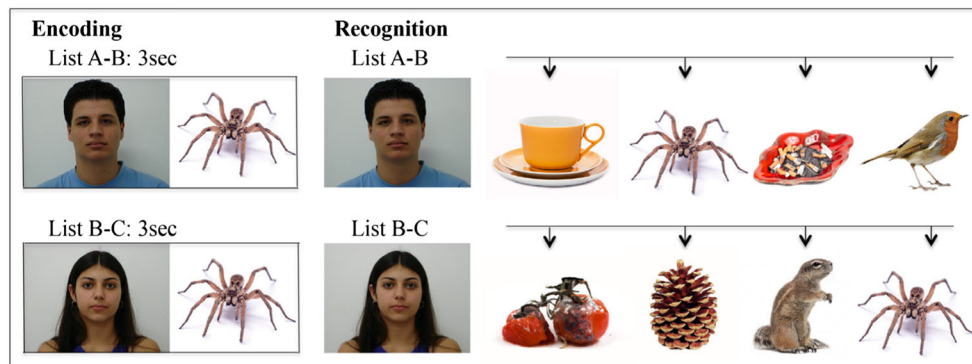 Encoding
Recognition
List A-B: 3sec
List A-B
List B-C: 3sec
List B-C